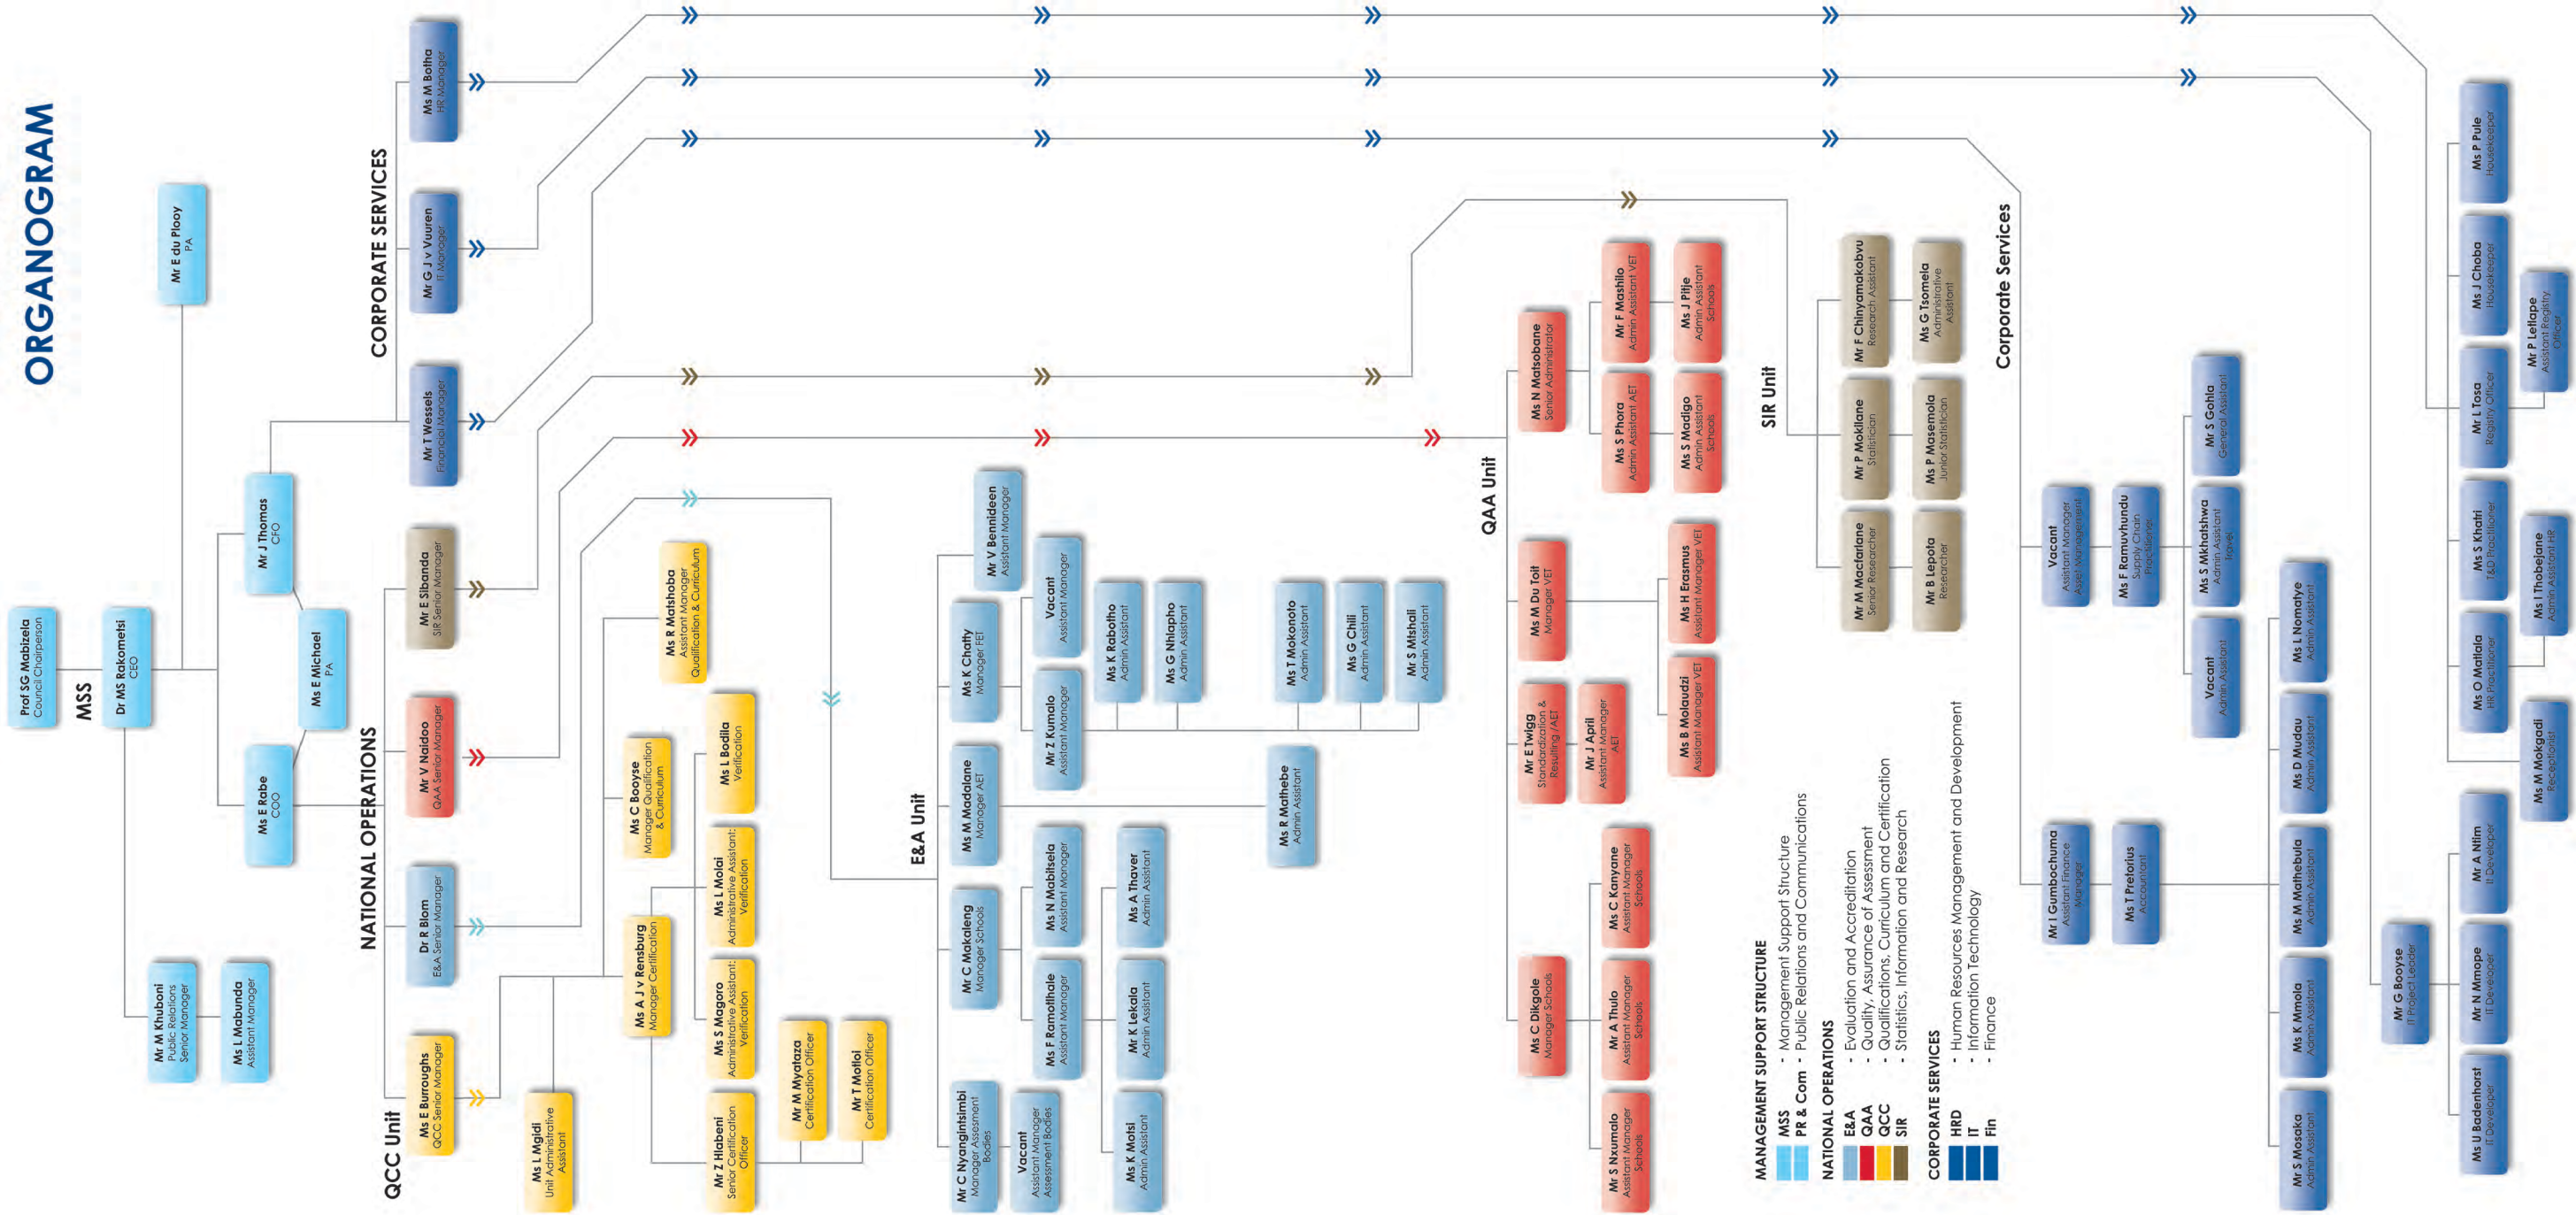 ORGANOGRAM
Prof SG Mabizela
Council Chairperson
MSS
Dr MS Rakometsi
CEO
Mr E du Plooy
PA
Mr M Khuboni
Public Relations
Senior Manager
Ms L Mabunda
Assistant Manager
Ms E Rabe
COO
Mr J Thomas
CFO
Ms E Michael
PA
NATIONAL OPERATIONS
CORPORATE SERVICES
QCC Unit
Ms E Burroughs
QCC Senior Manager
Dr R Blom
E&A Senior Manager
Mr V Naidoo
QAA Senior Manager
Mr E Sibanda
SIR Senior Manager
Mr T Wessels
Financial Manager
Mr G J v Vuuren
IT Manager
Ms M Botha
HR Manager
Ms L Mgidi
Unit Administrative
Assistant
Ms A J v Rensburg
Manager Certification
Ms C Booyse
Manager Qualification
& Curriculum
Ms R Matshoba
Assistant Manager
Qualification & Curriculum
Mr Z Hlabeni
Senior Certification
Officer
Ms S Magoro
Administrative Assistant:
Verification
Ms L Molai
Administrative Assistant:
Verification
Ms L Bodila
Verification
Mr M Myataza
Certification Officer
Mr T Motloi
Certification Officer
E&A Unit
Mr C Nyangintsimbi
Manager Assesment
Bodies
Mr C Makaleng
Manager Schools
Ms M Madalane
Manager AET
Ms K Chatty
Manager FET
Mr V Bennideen
Assistant Manager
Vacant
Assistant Manager
Assessment Bodies
Ms F Ramotlhale
Assistant Manager
Ms N Mabitsela
Assistant Manager
Mr Z Kumalo
Assistant Manager
Vacant
Assistant Manager
Ms K Motsi
Admin Assistant
Mr K Lekala
Admin Assistant
Ms A Thaver
Admin Assistant
Ms K Rabotho
Admin Assistant
Ms G Nhlapho
Admin Assistant
Ms R Mathebe
Admin Assistant
Ms T Mokonoto
Admin Assistant
Ms G Chili
Admin Assistant
Mr S Mtshali
Admin Assistant
QAA Unit
Ms C Dikgole
Manager Schools
Mr E Twigg
Standardization &
Resulting /AET
Ms M Du Toit
Manager VET
Ms N Matsobane
Senior Administrator
Mr J April
Assistant Manager
AET
Mr S Nxumalo
Assistant Manager
Schools
Mr A Thulo
Assistant Manager
Schools
Ms C Kanyane
Assistant Manager
Schools
Ms B Molaudzi
Assistant Manager VET
Ms H Erasmus
Assistant Manager VET
Ms S Phora
Admin Assistant AET
Mr F Mashilo
Admin Assistant VET
Ms S Madigo
Admin Assistant
Schools
Ms J Pitje
Admin Assistant
Schools
SIR Unit
Mr M Macfarlane
Senior Researcher
Mr P Mokilane
Statistician
Mr F Chinyamakobvu
Research Assistant
Mr B Lepota
Researcher
Ms P Masemola
Junior Statistician
Ms G Tsomela
Administrative
Assistant
MANAGEMENT SUPPORT STRUCTURE
MSS - Management Support Structure
PR & Com - Public Relations and Communications
NATIONAL OPERATIONS
E&A - Evaluation and Accreditation
QAA - Quality, Assurance of Assessment
QCC - Qualifications, Curriculum and Certification
SIR - Statistics, Information and Research
CORPORATE SERVICES
HRD - Human Resources Management and Development
IT - Information Technology
Fin - Finance
Corporate Services
Mr I Gumbochuma
Assistant Finance
Manager
Vacant
Assistant Manager
Asset Management
Ms T Pretorius
Accountant
Ms F Ramuvhundu
Supply Chain
Practitioner
Vacant
Admin Assistant
Ms S Mkhatshwa
Admin Assistant
Travel
Mr S Gohla
General Assistant
Mr S Mosaka
Admin Assistant
Ms K Mmola
Admin Assistant
Ms M Mathebula
Admin Assistant
Ms D Mudau
Admin Assistant
Ms L Nomatye
Admin Assistant
Mr G Booyse
IT Project Leader
Ms U Badenhorst
IT Developer
Mr N Mmope
IT Developer
Mr A Ntim
IT Developer
Ms O Matlala
HR Practitioner
Ms S Khatri
T&D Practitioner
Mr L Tosa
Registry Officer
Ms J Choba
Housekeeper
Ms P Pule
Housekeeper
Ms M Mokgadi
Receptionist
Ms I Thobejane
Admin Assistant HR
Mr P Letlape
Assistant Registry
Officer